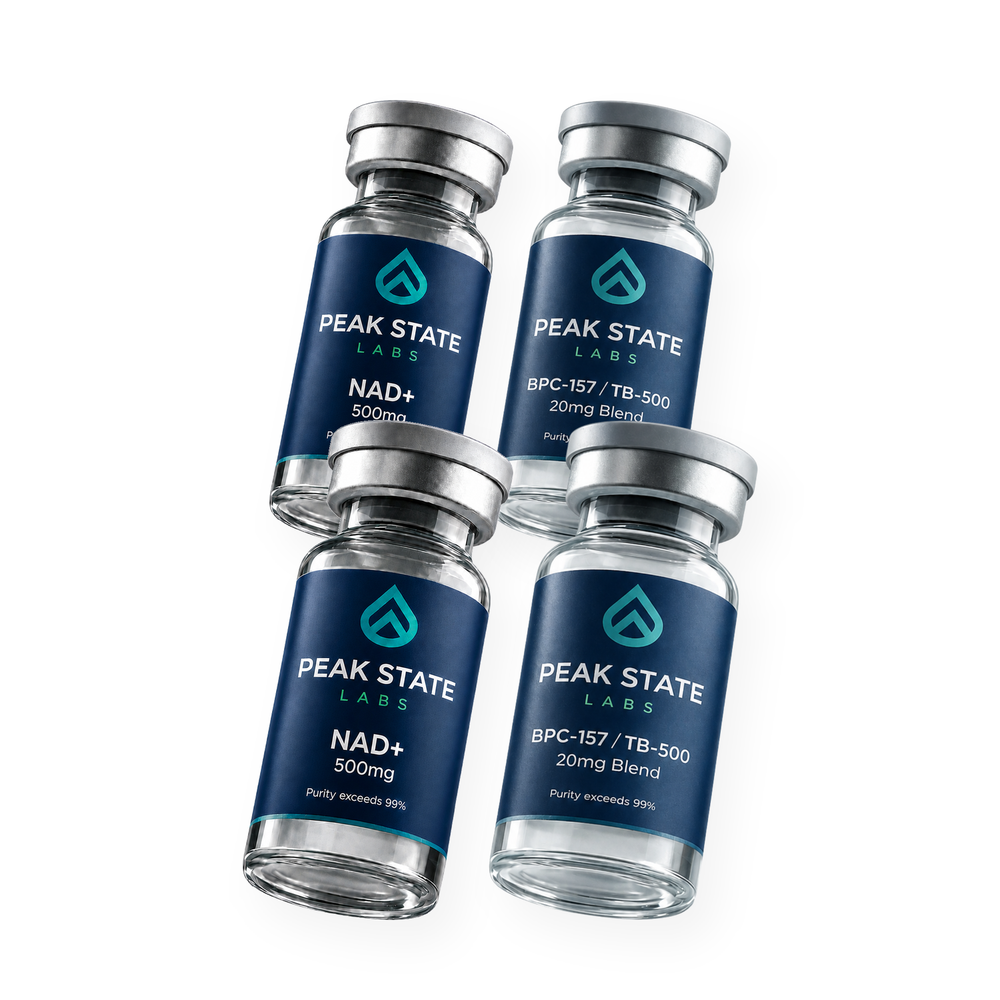 PEAK STATE
LABS
NAD+
500mg
PEAK STATE
LABS
BPC-157 / TB-500
20mg Blend
Purity
PEAK STATE
LABS
NAD+
500mg
Purity exceeds 99%
PEAK STATE
LABS
BPC-157 / TB-500
20mg Blend
Purity exceeds 99%